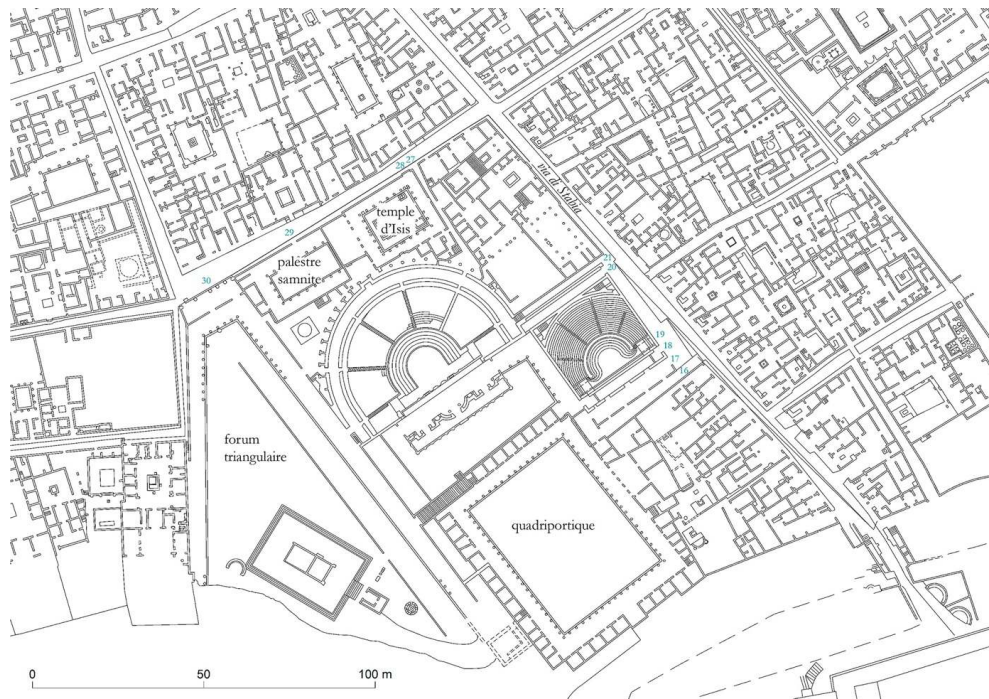 28 27
via di Stabia
temple
d'Isis
29
palestre
samnite
21
20
30
19
18
17
16
forum
triangulaire
quadriportique
0 50 100 m